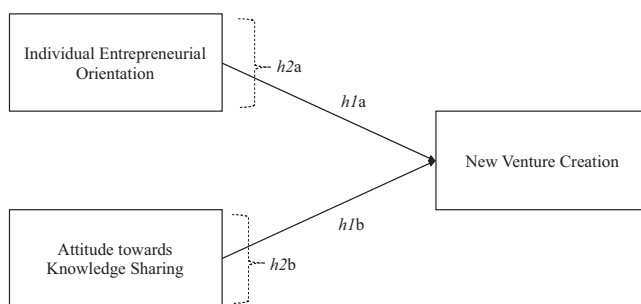 Individual Entrepreneurial
Orientation
h2a
h1a
New Venture Creation
h1b
Attitude towards
Knowledge Sharing
h2b